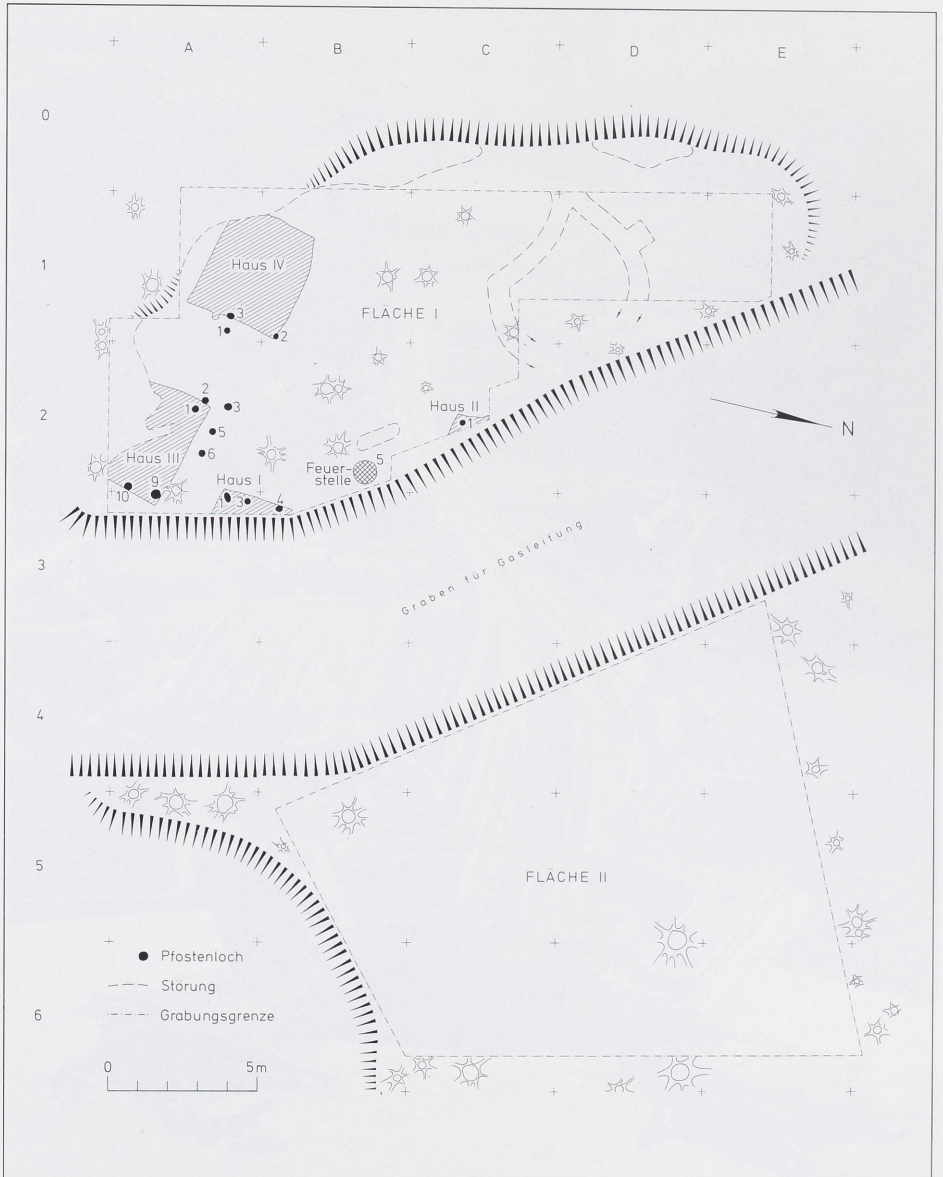 A B C D E
0
1
Haus IV
3
1
2
FLÄCHE I
2
2
1
3
5
6
Haus III
10
9
Haus II
1
N
Feuer-
stelle
5
Haus I
1
3
4
3
Graben für Gasleitung
4
5
FLÄCHE II
Pfostenloch
Störung
6
Grabungsgrenze
0 5m